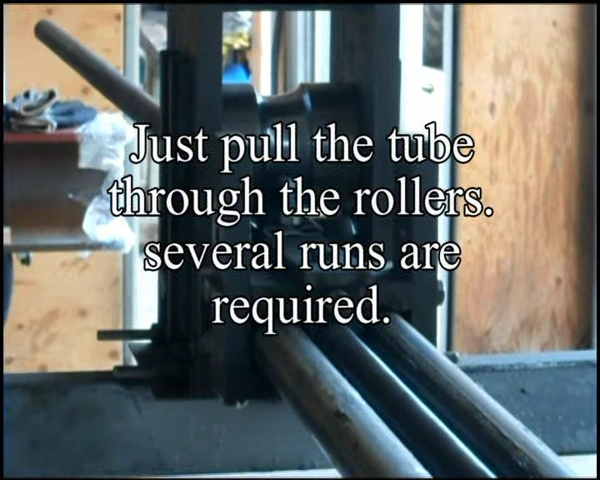 Just pull the tube
through the rollers.
several runs are
required.